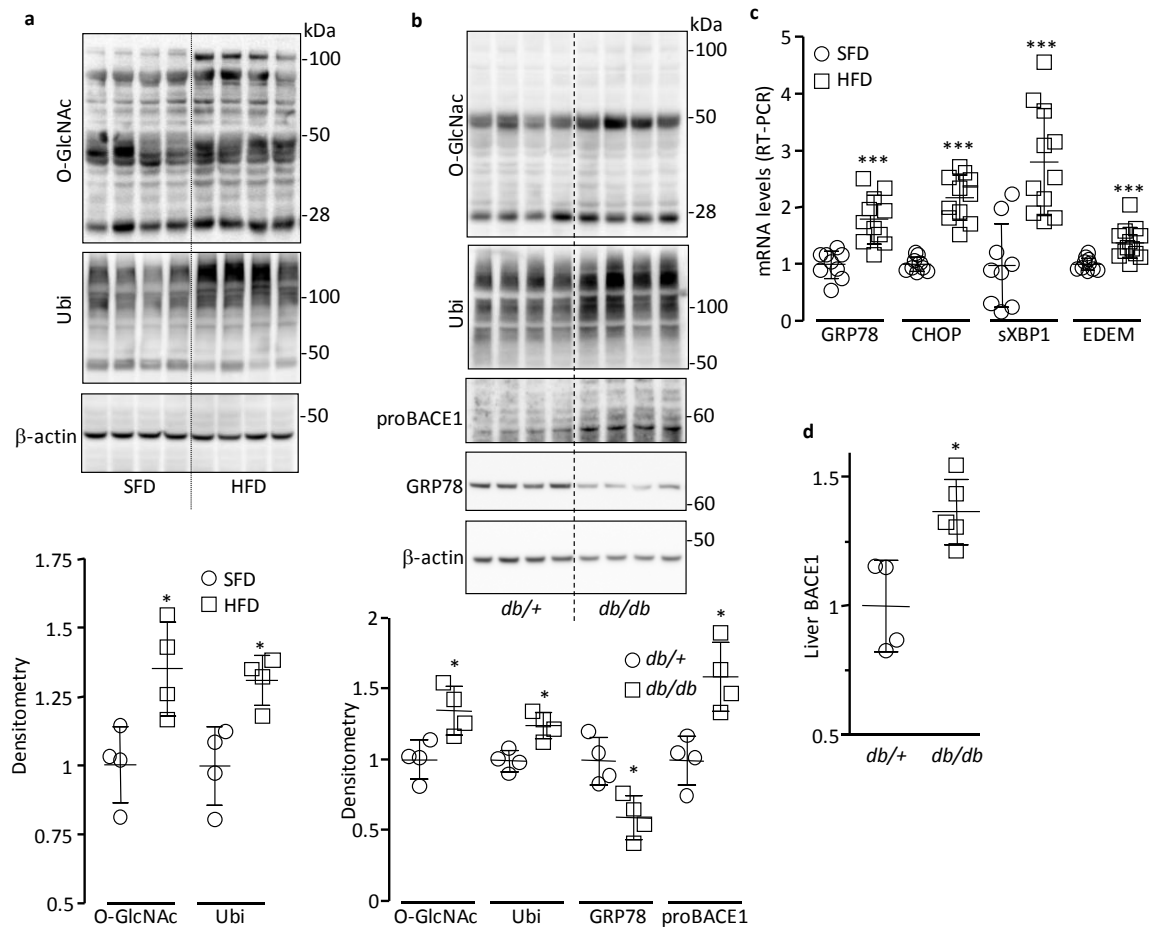 a
kDa
O-GlcNAc
-100
-50
-28
Ubi
-100
-50
β-actin
-50
SFD HFD
Densitometry
1.75
1.5
1.25
1
0.75
0.5
SFD
HFD
*
*
O-GlcNAc Ubi
b
kDa
O-GlcNac
-100
-50
-28
Ubi
-100
-50
proBACE1
-60
GRP78
-60
β-actin
-50
db/+ db/db
Densitometry
2
1.5
1
0.5
0
db/+
db/db
*
*
*
*
O-GlcNAc Ubi GRP78 proBACE1
c
mRNA levels (RT-PCR)
5
4
3
2
1
0
SFD
HFD
***
***
***
***
GRP78 CHOP sXBP1 EDEM
d
Liver BACE1
1.5
1
0.5
*
db/+ db/db